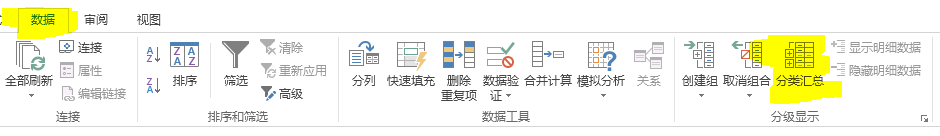 数据 审阅 视图
全部刷新 连接 属性 编辑链接
排序 筛选 清除 重新应用 高级
分列 快速填充 删除
重复项 数据验
证 合并计算 模拟分析 关系
创建组 取消组合 分类汇总 显示明细数据 隐藏明细数据
连接 排序和筛选 数据工具 分级显示